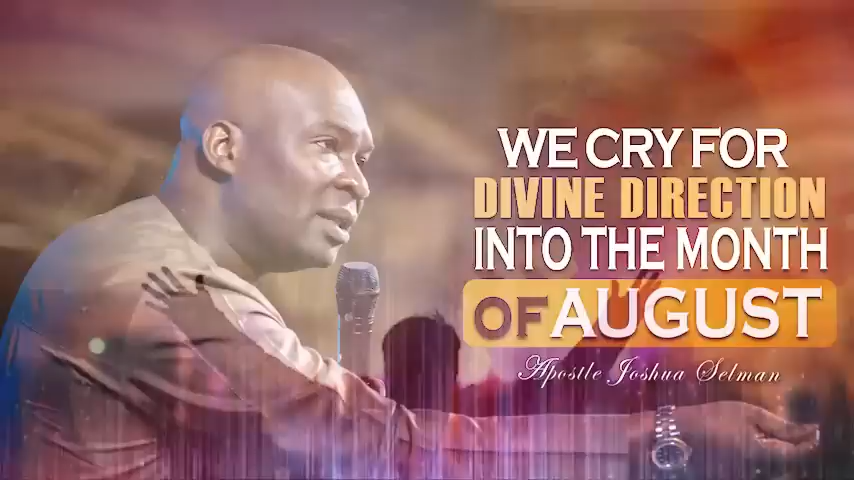 WE CRY FOR
DIVINE DIRECTION
INTO THE MONTH
OF AUGUST
Apostle Joshua Selman